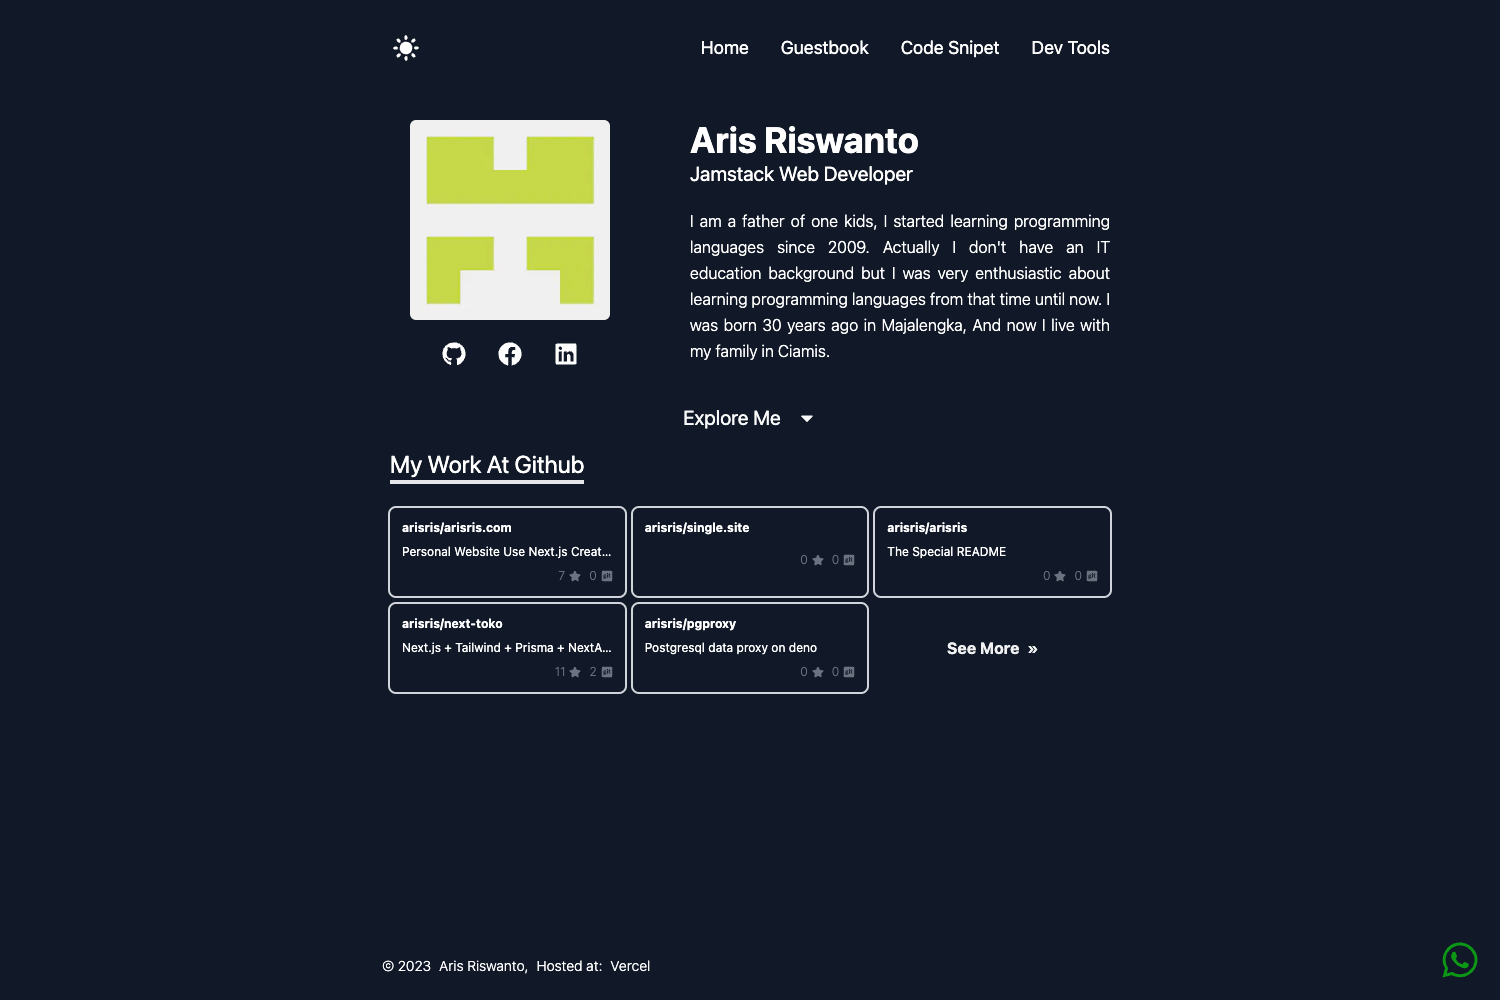 Home Guestbook Code Snipet Dev Tools
Aris Riswanto
Jamstack Web Developer
I am a father of one kids, I started learning programming
languages since 2009. Actually I don't have an IT
education background but I was very enthusiastic about
learning programming languages from that time until now. I
was born 30 years ago in Majalengka, And now I live with
my family in Ciamis.
Explore Me
My Work At Github
arisris/arisris.com
Personal Website Use Next.js Creat...
7 0
arisris/single.site
0 0
arisris/arisris
The Special README
0 0
arisris/next-toko
Next.js + Tailwind + Prisma + NextA...
11 2
arisris/pgproxy
Postgresql data proxy on deno
0 0
See More »
© 2023 Aris Riswanto, Hosted at: Vercel